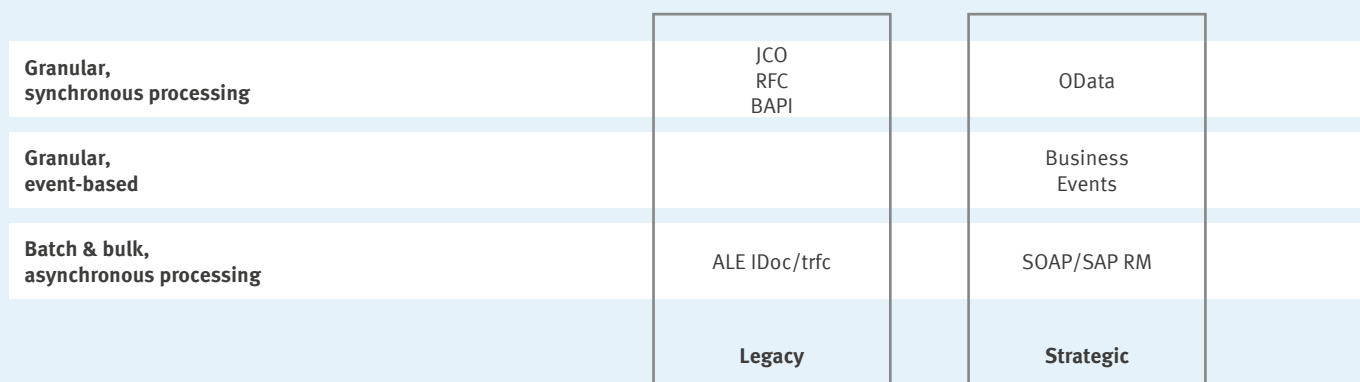 Granular,
synchronous processing
JCO
RFC
BAPI
OData
Granular,
event-based
Business
Events
Batch & bulk,
asynchronous processing
ALE IDoc/trfc
SOAP/SAP RM
Legacy
Strategic